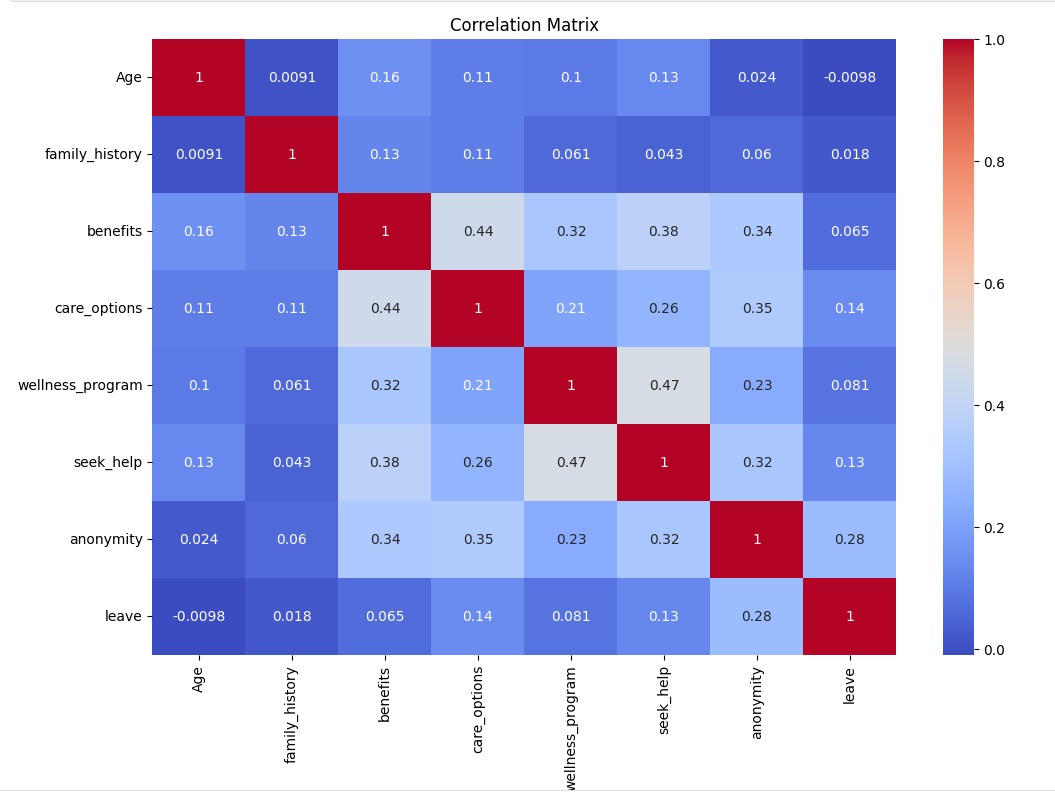 Correlation Matrix
Age 1 0.0091 0.16 0.11 0.1 0.13 0.024 -0.0098
family_history 0.0091 1 0.13 0.11 0.061 0.043 0.06 0.018
benefits 0.16 0.13 1 0.44 0.32 0.38 0.34 0.065
care_options 0.11 0.11 0.44 1 0.21 0.26 0.35 0.14
wellness_program 0.1 0.061 0.32 0.21 1 0.47 0.23 0.081
seek_help 0.13 0.043 0.38 0.26 0.47 1 0.32 0.13
anonymity 0.024 0.06 0.34 0.35 0.23 0.32 1 0.28
leave -0.0098 0.018 0.065 0.14 0.081 0.13 0.28 1
Age family_history benefits care_options wellness_program seek_help anonymity leave
1.0
0.8
0.6
0.4
0.2
0.0